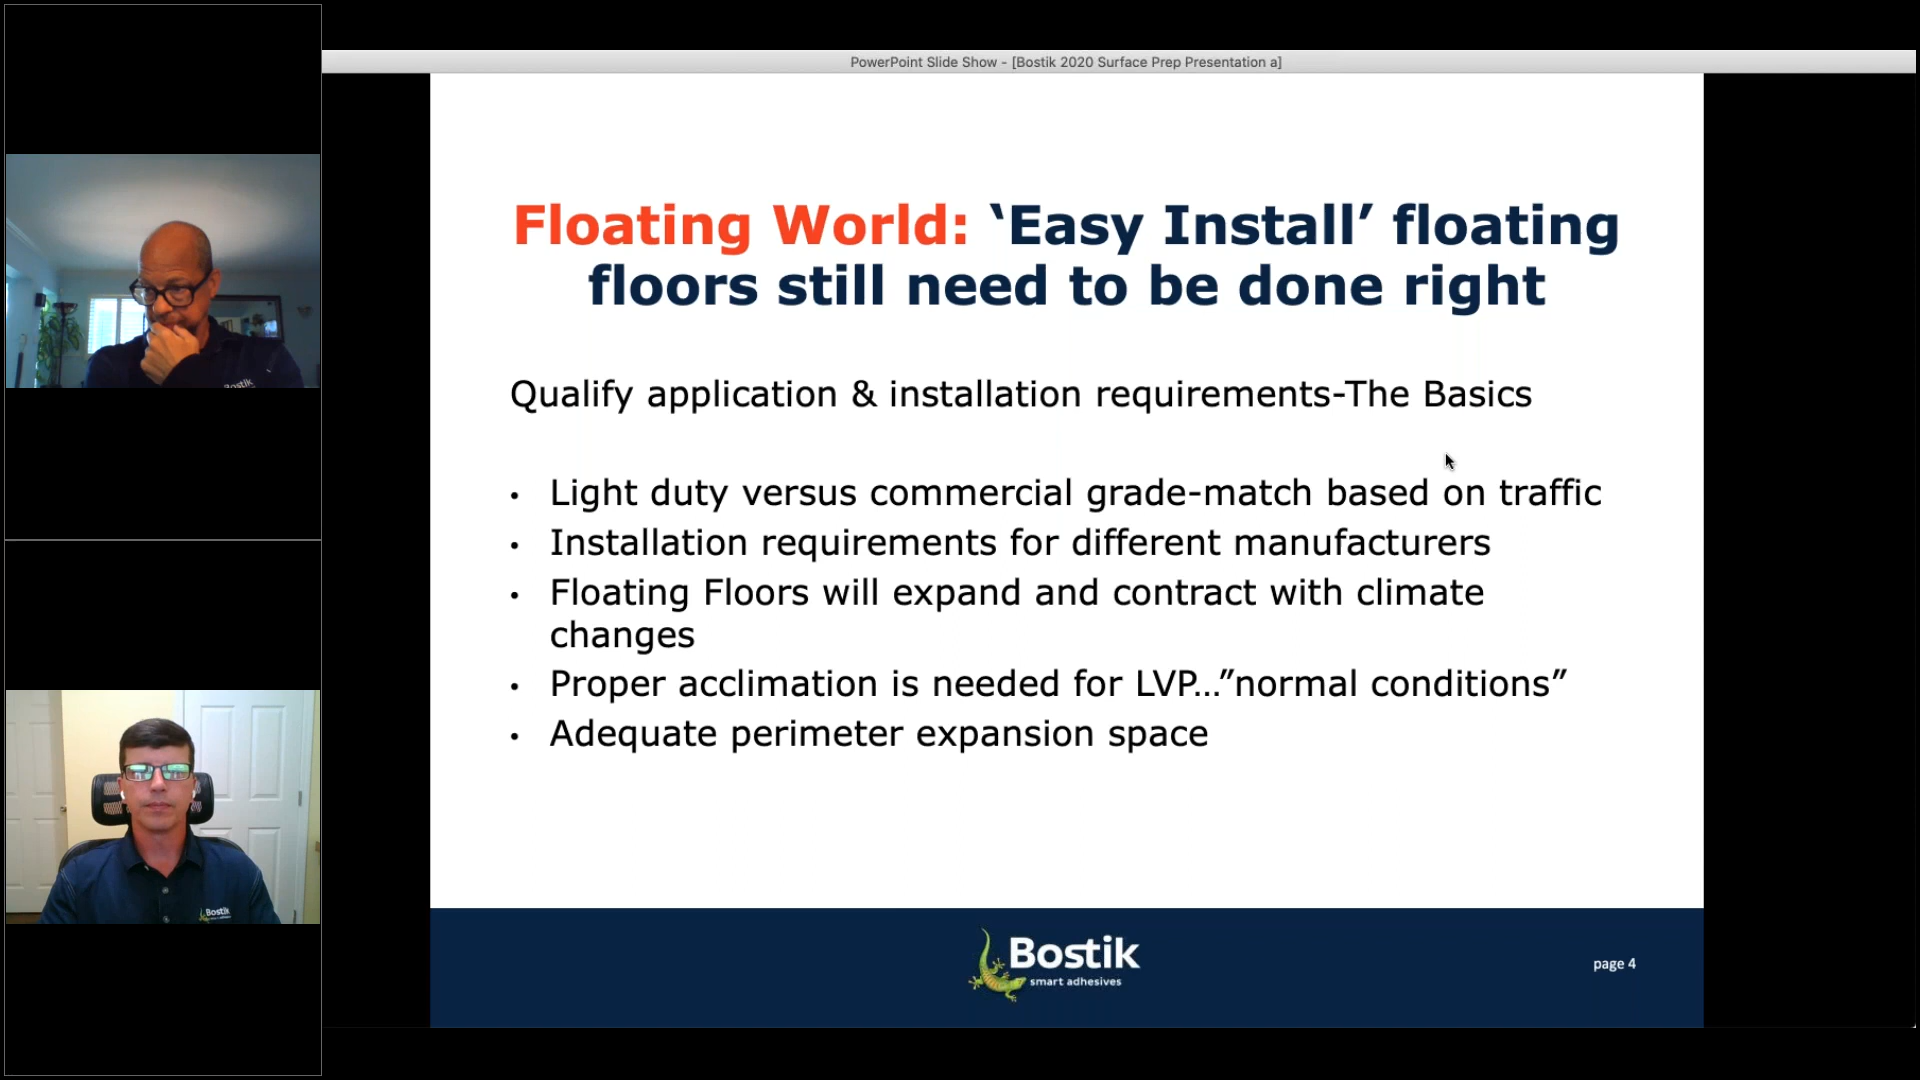 PowerPoint Slide Show - [Bostik 2020 Surface Prep Presentation a]
Floating World: ‘Easy Install’ floating
floors still need to be done right
Qualify application & installation requirements-The Basics
• Light duty versus commercial grade-match based on traffic
• Installation requirements for different manufacturers
• Floating Floors will expand and contract with climate
changes
• Proper acclimation is needed for LVP…”normal conditions”
• Adequate perimeter expansion space
Bostik
smart adhesives
page 4
Bostik
Bostik